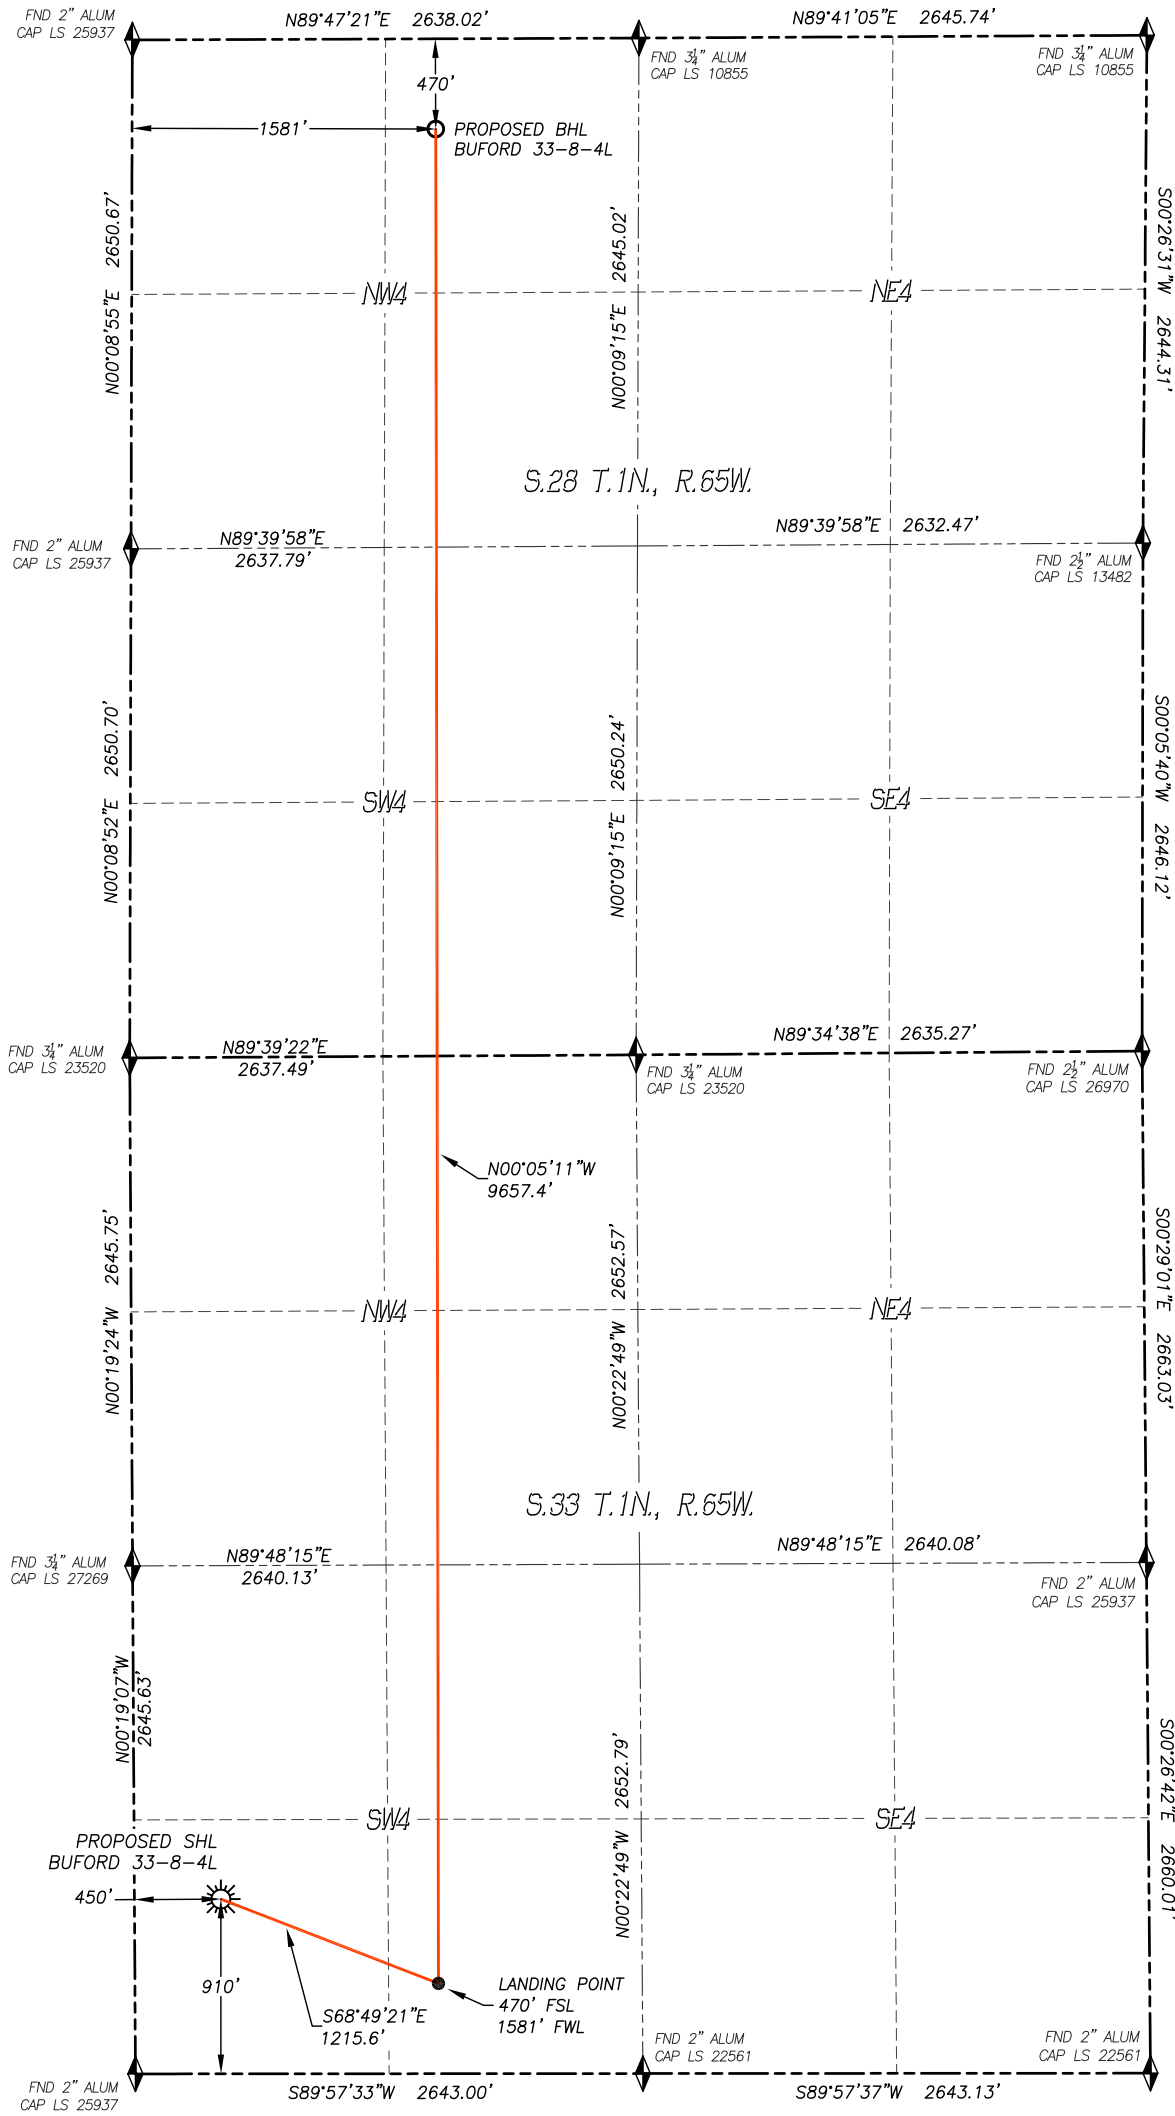 FND 2" ALUM
CAP LS 25937
N89°47'21"E 2638.02'
N89°41'05"E 2645.74'
FND 3¼" ALUM
CAP LS 10855
FND 3¼" ALUM
CAP LS 10855
470'
1581'
PROPOSED BHL
BUFORD 33-8-4L
N00°08'55"E 2650.67'
N00°09'15"E 2645.02'
S00°26'31"W 2644.31'
NW4
NE4
S.28 T.1N., R.65W.
FND 2" ALUM
CAP LS 25937
N89°39'58"E
2637.79'
N89°39'58"E 2632.47'
FND 2½" ALUM
CAP LS 13482
N00°08'52"E 2650.70'
N00°09'15"E 2650.24'
S00°05'40"W 2646.12'
SW4
SE4
FND 3¼" ALUM
CAP LS 23520
N89°39'22"E
2637.49'
N89°34'38"E 2635.27'
FND 3¼" ALUM
CAP LS 23520
FND 2½" ALUM
CAP LS 26970
N00°05'11"W
9657.4'
N00°19'24"W 2645.75'
N00°22'49"W 2652.57'
S00°29'01"E 2663.03'
NW4
NE4
S.33 T.1N., R.65W.
FND 3¼" ALUM
CAP LS 27269
N89°48'15"E
2640.13'
N89°48'15"E 2640.08'
FND 2" ALUM
CAP LS 25937
N00°19'07"W
2645.63'
N00°22'49"W 2652.79'
S00°26'42"E 2660.01'
SW4
SE4
PROPOSED SHL
BUFORD 33-8-4L
450'
910'
S68°49'21"E
1215.6'
LANDING POINT
470' FSL
1581' FWL
FND 2" ALUM
CAP LS 22561
FND 2" ALUM
CAP LS 22561
FND 2" ALUM
CAP LS 25937
S89°57'33"W 2643.00'
S89°57'37"W 2643.13'